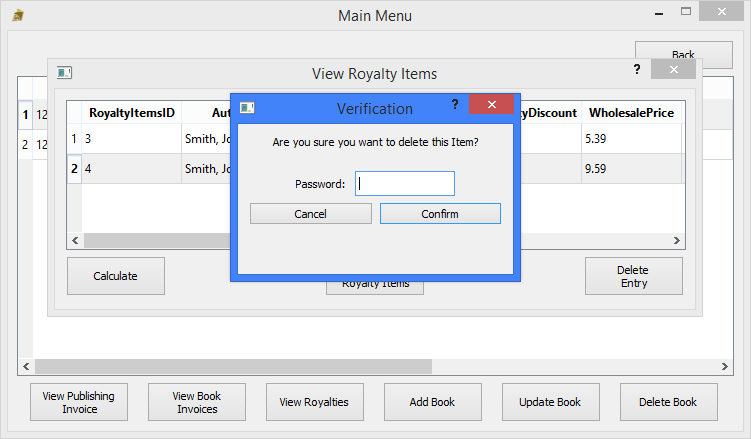 Main Menu
Back
View Royalty Items
?
RoyaltyItemsID
WholesalePrice
1 3 Smith, Jo 5.39
2 4 Smith, Jo 9.59
1 12
2 12
Verification
?
Are you sure you want to delete this Item?
Password:
Cancel
Confirm
Calculate
Royalty Items
Delete
Entry
View Publishing
Invoice
View Book
Invoices
View Royalties
Add Book
Update Book
Delete Book